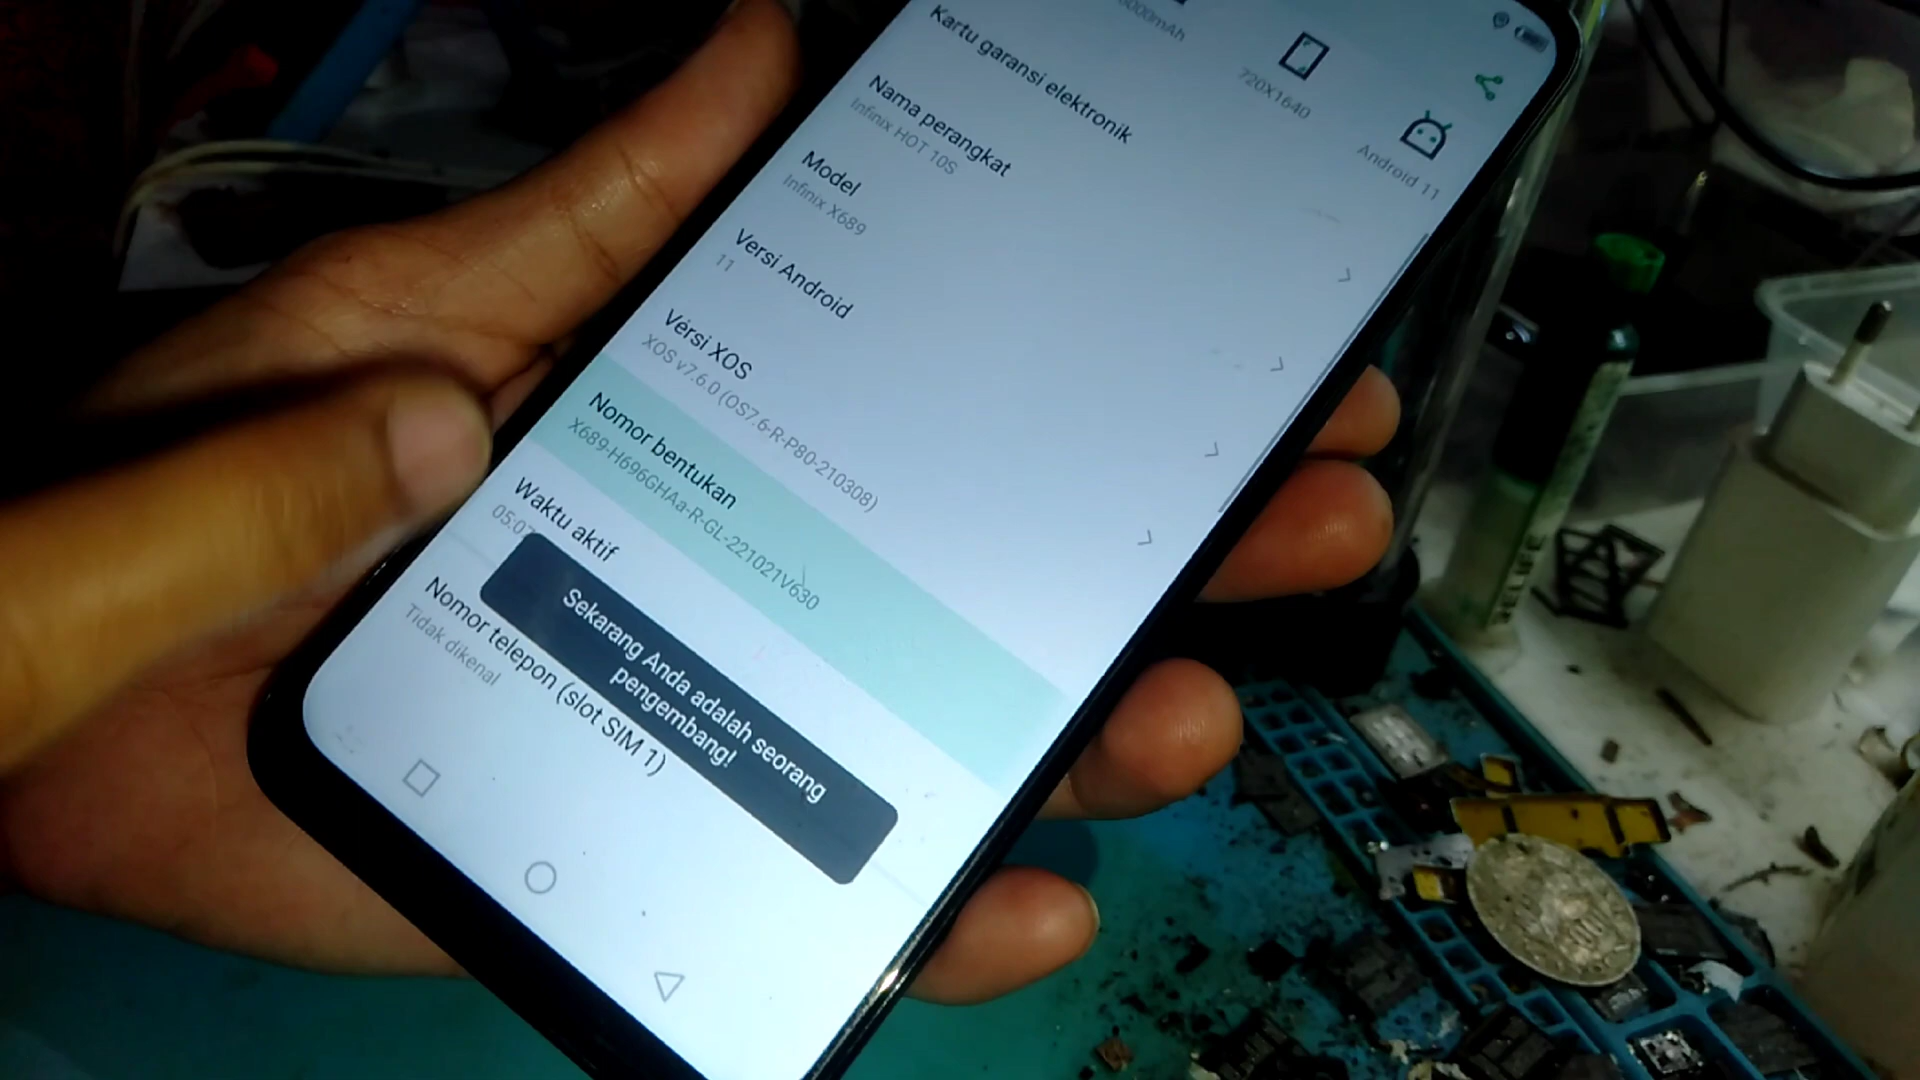 720X1640
Android 11
Kartu garansi elektronik
Nama perangkat
Infinix HOT 10S
Model
Infinix X689
Versi Android
11
Versi XOS
XOS v7.6.0 (OS7.6-R-P80-210308)
Nomor bentukan
X689-H696GHAa-R-GL-221021V630
Waktu aktif
Sekarang Anda adalah seorang
pengembang!
Nomor telepon (slot SIM 1)
Tidak dikenal
RELIFE